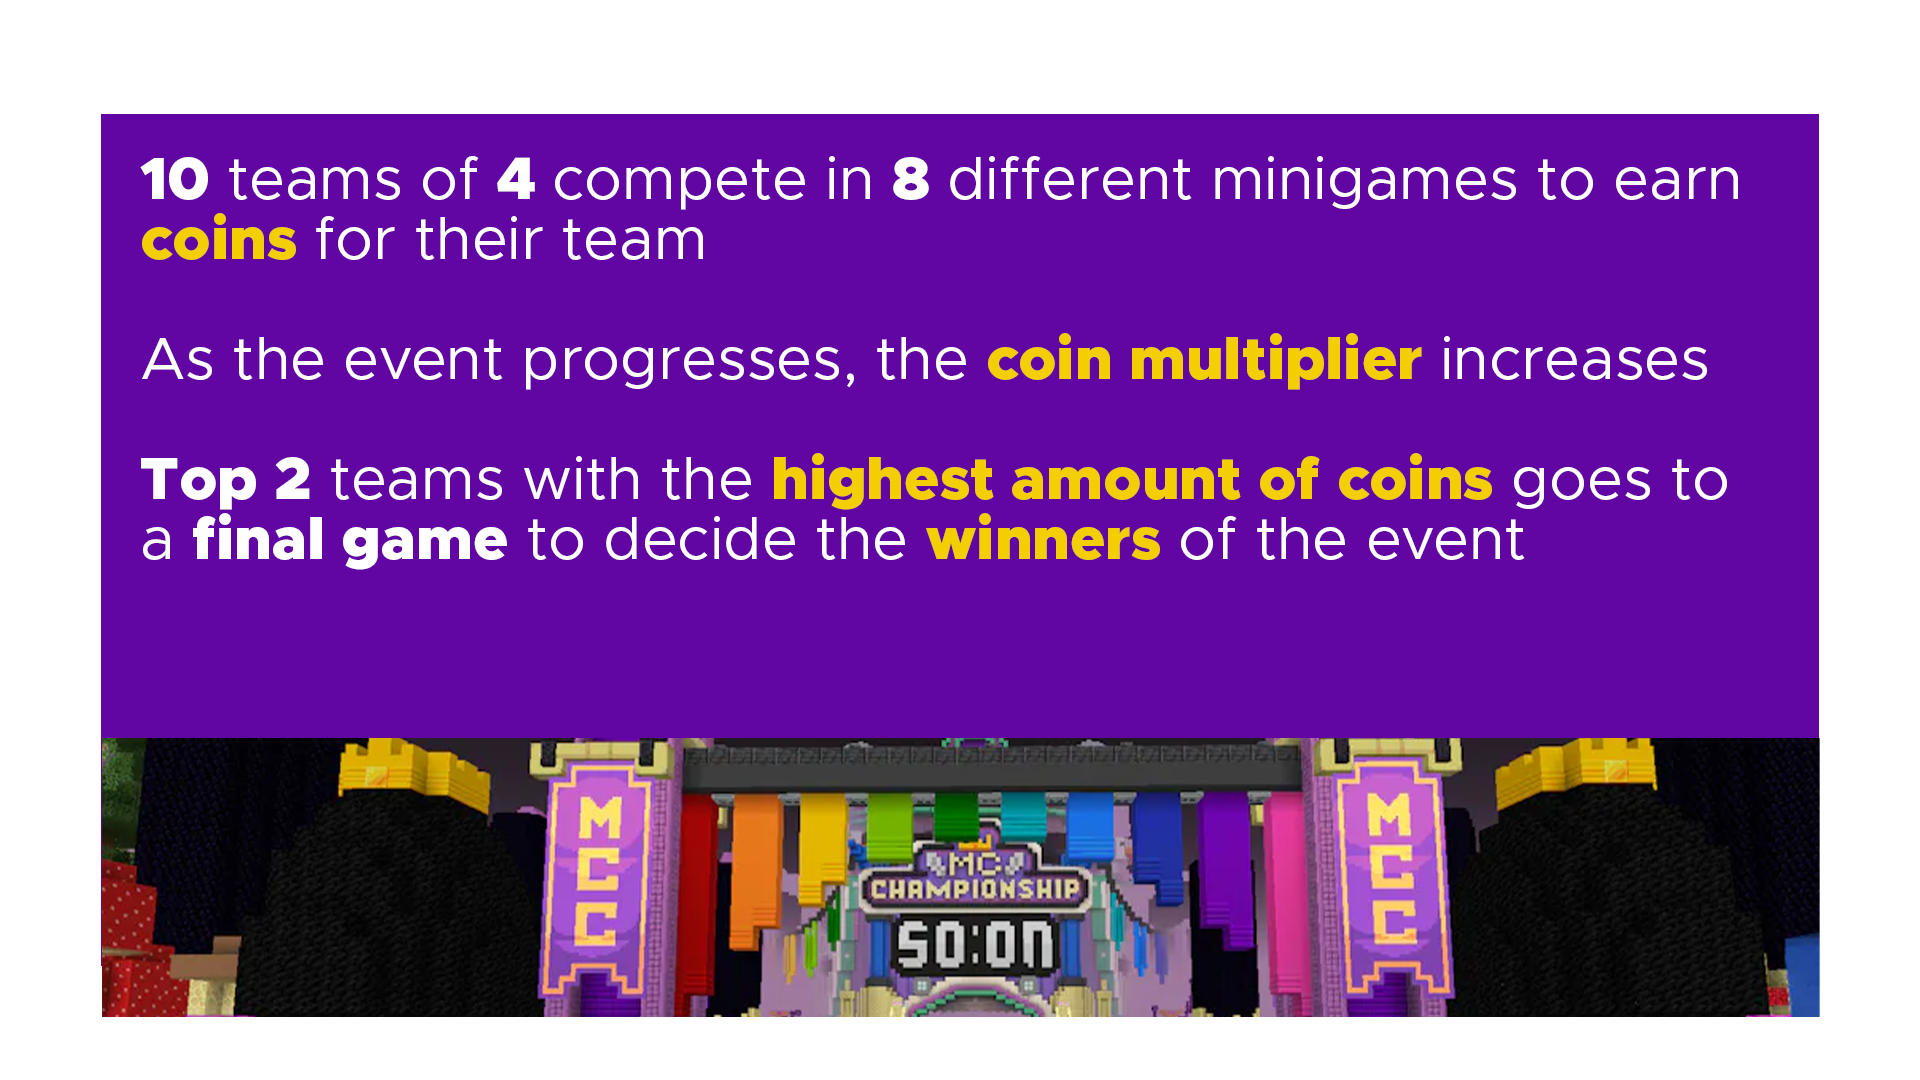 10 teams of 4 compete in 8 different minigames to earn
coins for their team
As the event progresses, the coin multiplier increases
Top 2 teams with the highest amount of coins goes to
a final game to decide the winners of the event
MCC
MC
CHAMPIONSHIP
SO:ON
MCC